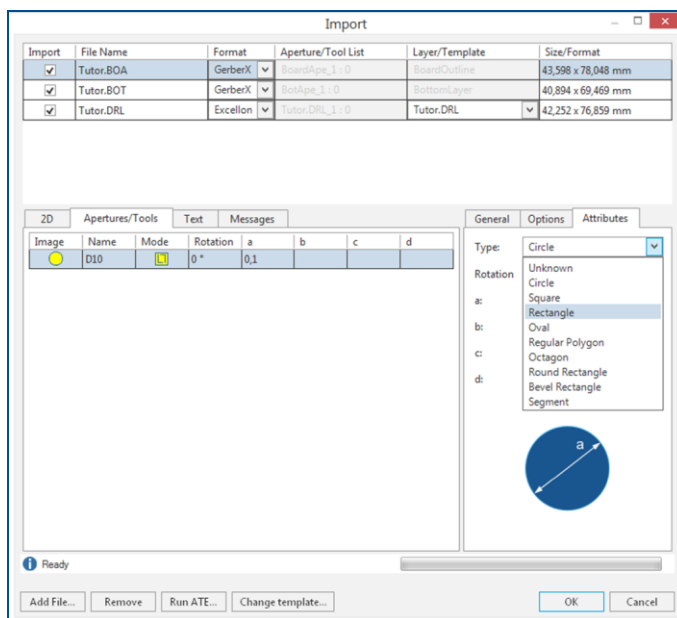 Import
Import File Name Format Aperture/Tool List Layer/Template Size/Format
Tutor.BOA GerberX BoardApe_1 : 0 BoardOutline 43,598 x 78,048 mm
Tutor.BOT GerberX BotApe_1 : 0 BottomLayer 40,894 x 69,469 mm
Tutor.DRL Excellon Tutor.DRL_1 : 0 Tutor.DRL 42,252 x 76,859 mm
2D Apertures/Tools Text Messages
General Options Attributes
Image Name Mode Rotation a b c d
D10 0 ° 0,1
Type: Circle
Rotation
a:
b:
c:
d:
Unknown
Circle
Square
Rectangle
Oval
Regular Polygon
Octagon
Round Rectangle
Bevel Rectangle
Segment
a
Ready
Add File... Remove Run ATE... Change template... OK Cancel